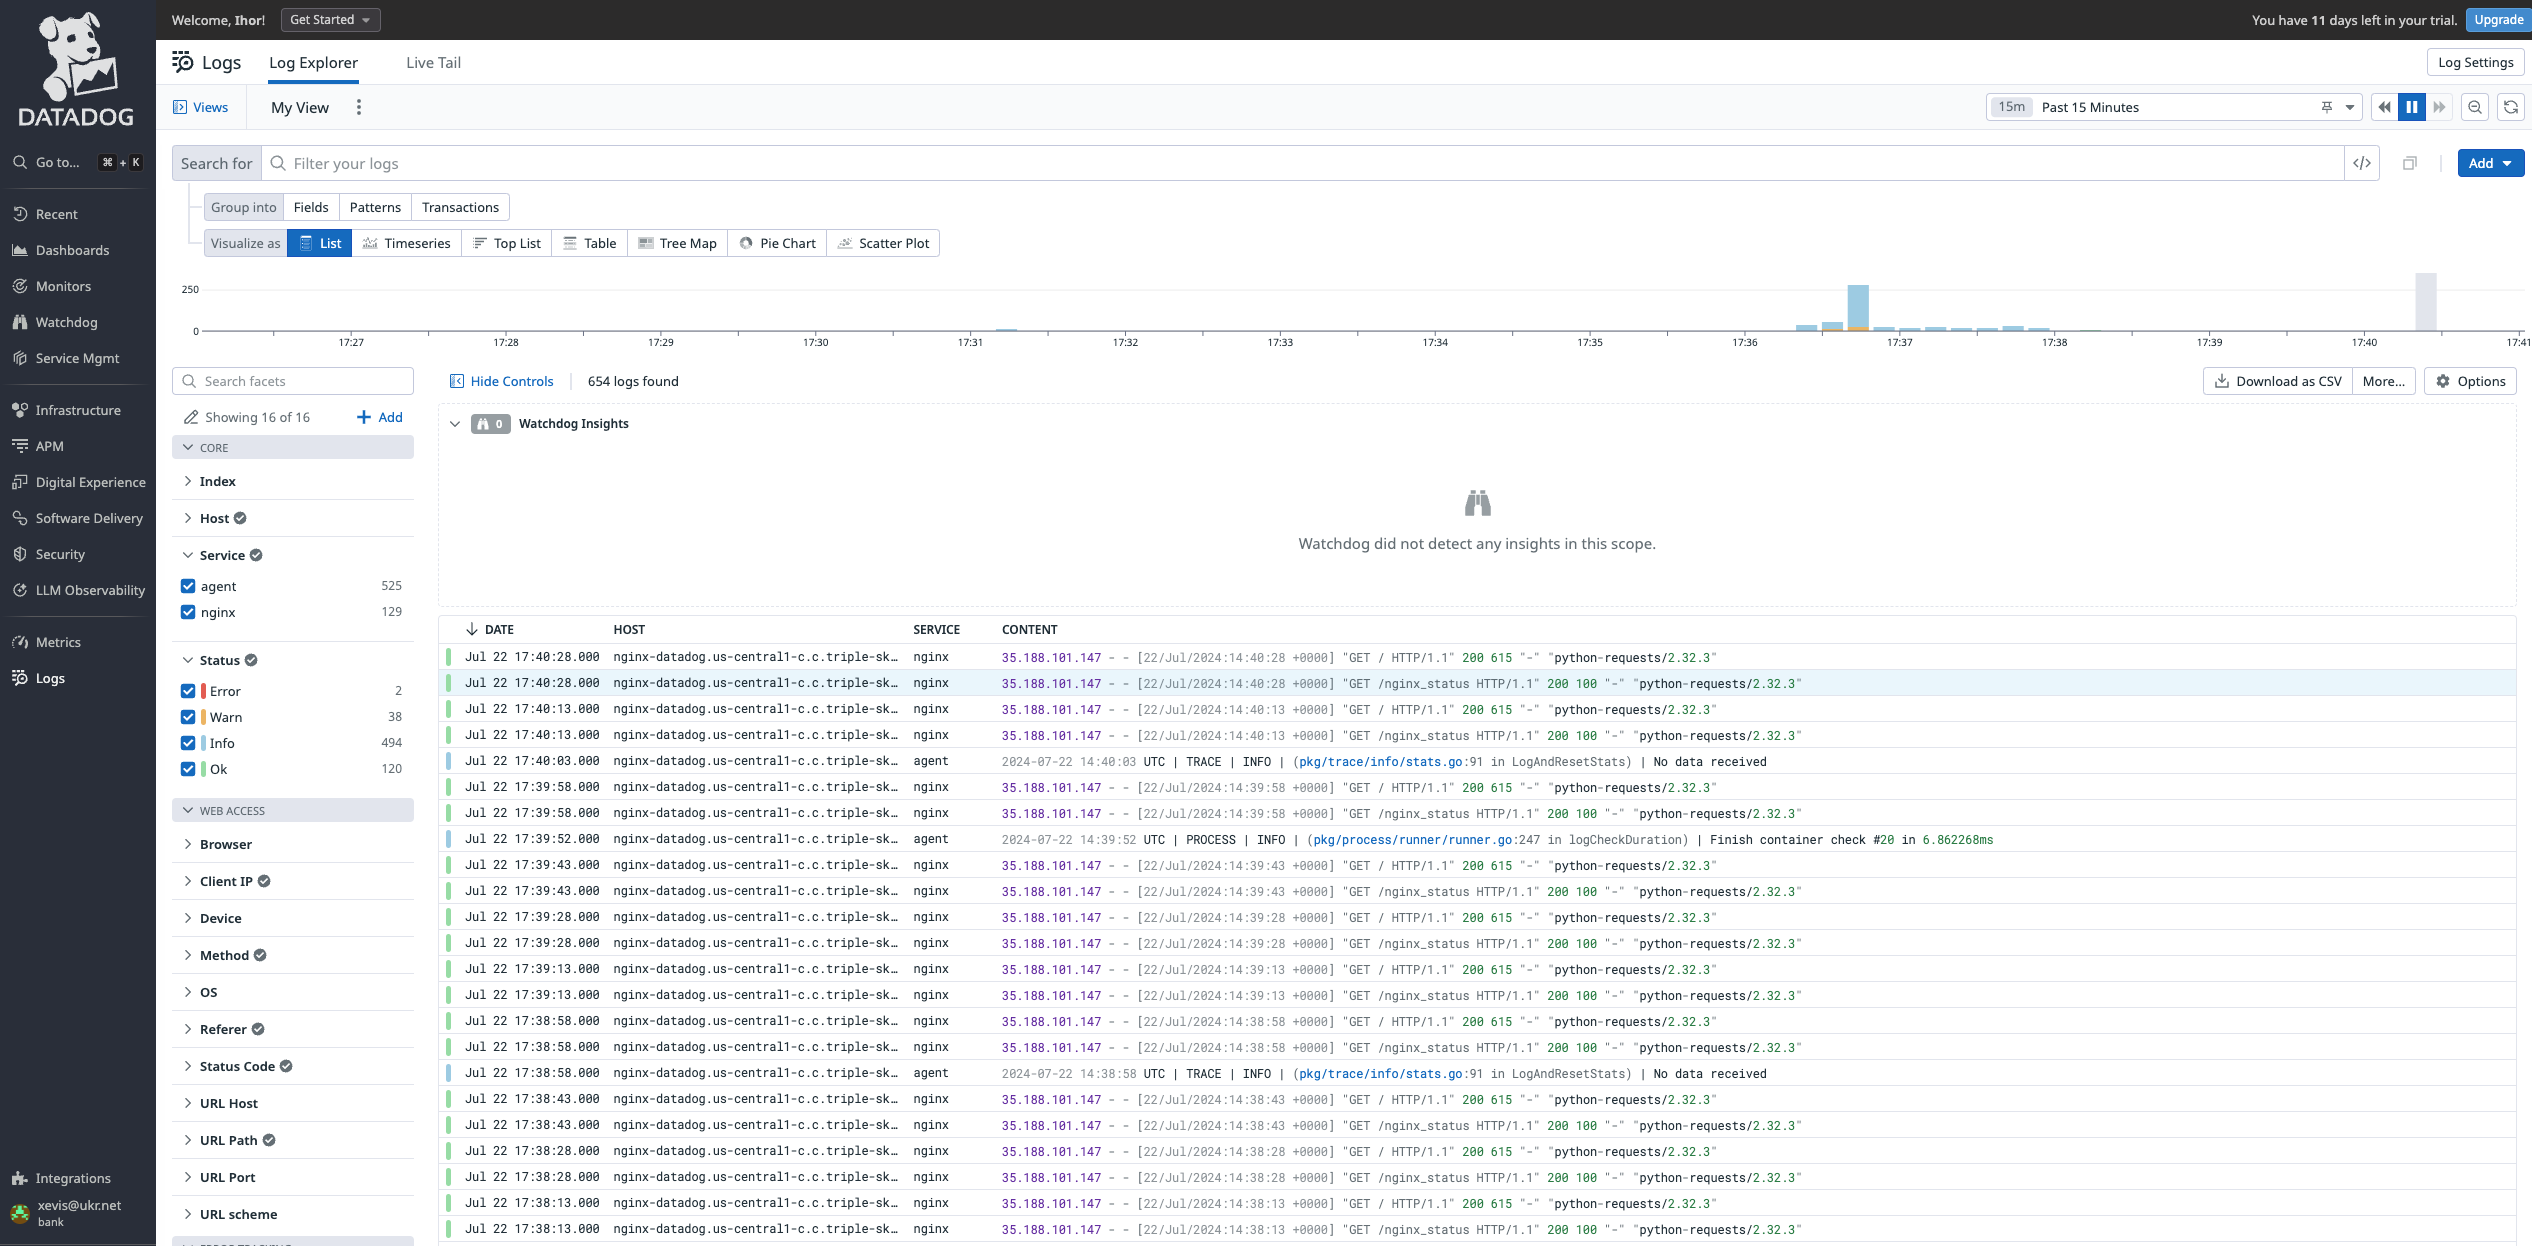 DATADOG
Go to... ⌘ + K
Recent
Dashboards
Monitors
Watchdog
Service Mgmt
Infrastructure
APM
Digital Experience
Software Delivery
Security
LLM Observability
Metrics
Logs
Integrations
xevis@ukr.net
bank
Welcome, Ihor! Get Started
You have 11 days left in your trial. Upgrade
Logs Log Explorer Live Tail Log Settings
Views My View 15m Past 15 Minutes
Search for Filter your logs </> Add
Group into Fields Patterns Transactions
Visualize as List Timeseries Top List Table Tree Map Pie Chart Scatter Plot
250
0
17:27 17:28 17:29 17:30 17:31 17:32 17:33 17:34 17:35 17:36 17:37 17:38 17:39 17:40 17:41
Search facets
Showing 16 of 16 Add
CORE
Index
Host
Service
agent 525
nginx 129
Status
Error 2
Warn 38
Info 494
Ok 120
WEB ACCESS
Browser
Client IP
Device
Method
OS
Referer
Status Code
URL Host
URL Path
URL Port
URL scheme
Hide Controls 654 logs found Download as CSV More... Options
0 Watchdog Insights
Watchdog did not detect any insights in this scope.
DATE HOST SERVICE CONTENT
Jul 22 17:40:28.000 nginx-datadog.us-central1-c.c.triple-sk… nginx 35.188.101.147 - - [22/Jul/2024:14:40:28 +0000] "GET / HTTP/1.1" 200 615 "-" "python-requests/2.32.3"
Jul 22 17:40:28.000 nginx-datadog.us-central1-c.c.triple-sk… nginx 35.188.101.147 - - [22/Jul/2024:14:40:28 +0000] "GET /nginx_status HTTP/1.1" 200 100 "-" "python-requests/2.32.3"
Jul 22 17:40:13.000 nginx-datadog.us-central1-c.c.triple-sk… nginx 35.188.101.147 - - [22/Jul/2024:14:40:13 +0000] "GET / HTTP/1.1" 200 615 "-" "python-requests/2.32.3"
Jul 22 17:40:13.000 nginx-datadog.us-central1-c.c.triple-sk… nginx 35.188.101.147 - - [22/Jul/2024:14:40:13 +0000] "GET /nginx_status HTTP/1.1" 200 100 "-" "python-requests/2.32.3"
Jul 22 17:40:03.000 nginx-datadog.us-central1-c.c.triple-sk… agent 2024-07-22 14:40:03 UTC | TRACE | INFO | (pkg/trace/info/stats.go:91 in LogAndResetStats) | No data received
Jul 22 17:39:58.000 nginx-datadog.us-central1-c.c.triple-sk… nginx 35.188.101.147 - - [22/Jul/2024:14:39:58 +0000] "GET / HTTP/1.1" 200 615 "-" "python-requests/2.32.3"
Jul 22 17:39:58.000 nginx-datadog.us-central1-c.c.triple-sk… nginx 35.188.101.147 - - [22/Jul/2024:14:39:58 +0000] "GET /nginx_status HTTP/1.1" 200 100 "-" "python-requests/2.32.3"
Jul 22 17:39:52.000 nginx-datadog.us-central1-c.c.triple-sk… agent 2024-07-22 14:39:52 UTC | PROCESS | INFO | (pkg/process/runner/runner.go:247 in logCheckDuration) | Finish container check #20 in 6.862268ms
Jul 22 17:39:43.000 nginx-datadog.us-central1-c.c.triple-sk… nginx 35.188.101.147 - - [22/Jul/2024:14:39:43 +0000] "GET / HTTP/1.1" 200 615 "-" "python-requests/2.32.3"
Jul 22 17:39:43.000 nginx-datadog.us-central1-c.c.triple-sk… nginx 35.188.101.147 - - [22/Jul/2024:14:39:43 +0000] "GET /nginx_status HTTP/1.1" 200 100 "-" "python-requests/2.32.3"
Jul 22 17:39:28.000 nginx-datadog.us-central1-c.c.triple-sk… nginx 35.188.101.147 - - [22/Jul/2024:14:39:28 +0000] "GET / HTTP/1.1" 200 615 "-" "python-requests/2.32.3"
Jul 22 17:39:28.000 nginx-datadog.us-central1-c.c.triple-sk… nginx 35.188.101.147 - - [22/Jul/2024:14:39:28 +0000] "GET /nginx_status HTTP/1.1" 200 100 "-" "python-requests/2.32.3"
Jul 22 17:39:13.000 nginx-datadog.us-central1-c.c.triple-sk… nginx 35.188.101.147 - - [22/Jul/2024:14:39:13 +0000] "GET / HTTP/1.1" 200 615 "-" "python-requests/2.32.3"
Jul 22 17:39:13.000 nginx-datadog.us-central1-c.c.triple-sk… nginx 35.188.101.147 - - [22/Jul/2024:14:39:13 +0000] "GET /nginx_status HTTP/1.1" 200 100 "-" "python-requests/2.32.3"
Jul 22 17:38:58.000 nginx-datadog.us-central1-c.c.triple-sk… nginx 35.188.101.147 - - [22/Jul/2024:14:38:58 +0000] "GET / HTTP/1.1" 200 615 "-" "python-requests/2.32.3"
Jul 22 17:38:58.000 nginx-datadog.us-central1-c.c.triple-sk… nginx 35.188.101.147 - - [22/Jul/2024:14:38:58 +0000] "GET /nginx_status HTTP/1.1" 200 100 "-" "python-requests/2.32.3"
Jul 22 17:38:58.000 nginx-datadog.us-central1-c.c.triple-sk… agent 2024-07-22 14:38:58 UTC | TRACE | INFO | (pkg/trace/info/stats.go:91 in LogAndResetStats) | No data received
Jul 22 17:38:43.000 nginx-datadog.us-central1-c.c.triple-sk… nginx 35.188.101.147 - - [22/Jul/2024:14:38:43 +0000] "GET / HTTP/1.1" 200 615 "-" "python-requests/2.32.3"
Jul 22 17:38:43.000 nginx-datadog.us-central1-c.c.triple-sk… nginx 35.188.101.147 - - [22/Jul/2024:14:38:43 +0000] "GET /nginx_status HTTP/1.1" 200 100 "-" "python-requests/2.32.3"
Jul 22 17:38:28.000 nginx-datadog.us-central1-c.c.triple-sk… nginx 35.188.101.147 - - [22/Jul/2024:14:38:28 +0000] "GET / HTTP/1.1" 200 615 "-" "python-requests/2.32.3"
Jul 22 17:38:28.000 nginx-datadog.us-central1-c.c.triple-sk… nginx 35.188.101.147 - - [22/Jul/2024:14:38:28 +0000] "GET /nginx_status HTTP/1.1" 200 100 "-" "python-requests/2.32.3"
Jul 22 17:38:13.000 nginx-datadog.us-central1-c.c.triple-sk… nginx 35.188.101.147 - - [22/Jul/2024:14:38:13 +0000] "GET / HTTP/1.1" 200 615 "-" "python-requests/2.32.3"
Jul 22 17:38:13.000 nginx-datadog.us-central1-c.c.triple-sk… nginx 35.188.101.147 - - [22/Jul/2024:14:38:13 +0000] "GET /nginx_status HTTP/1.1" 200 100 "-" "python-requests/2.32.3"